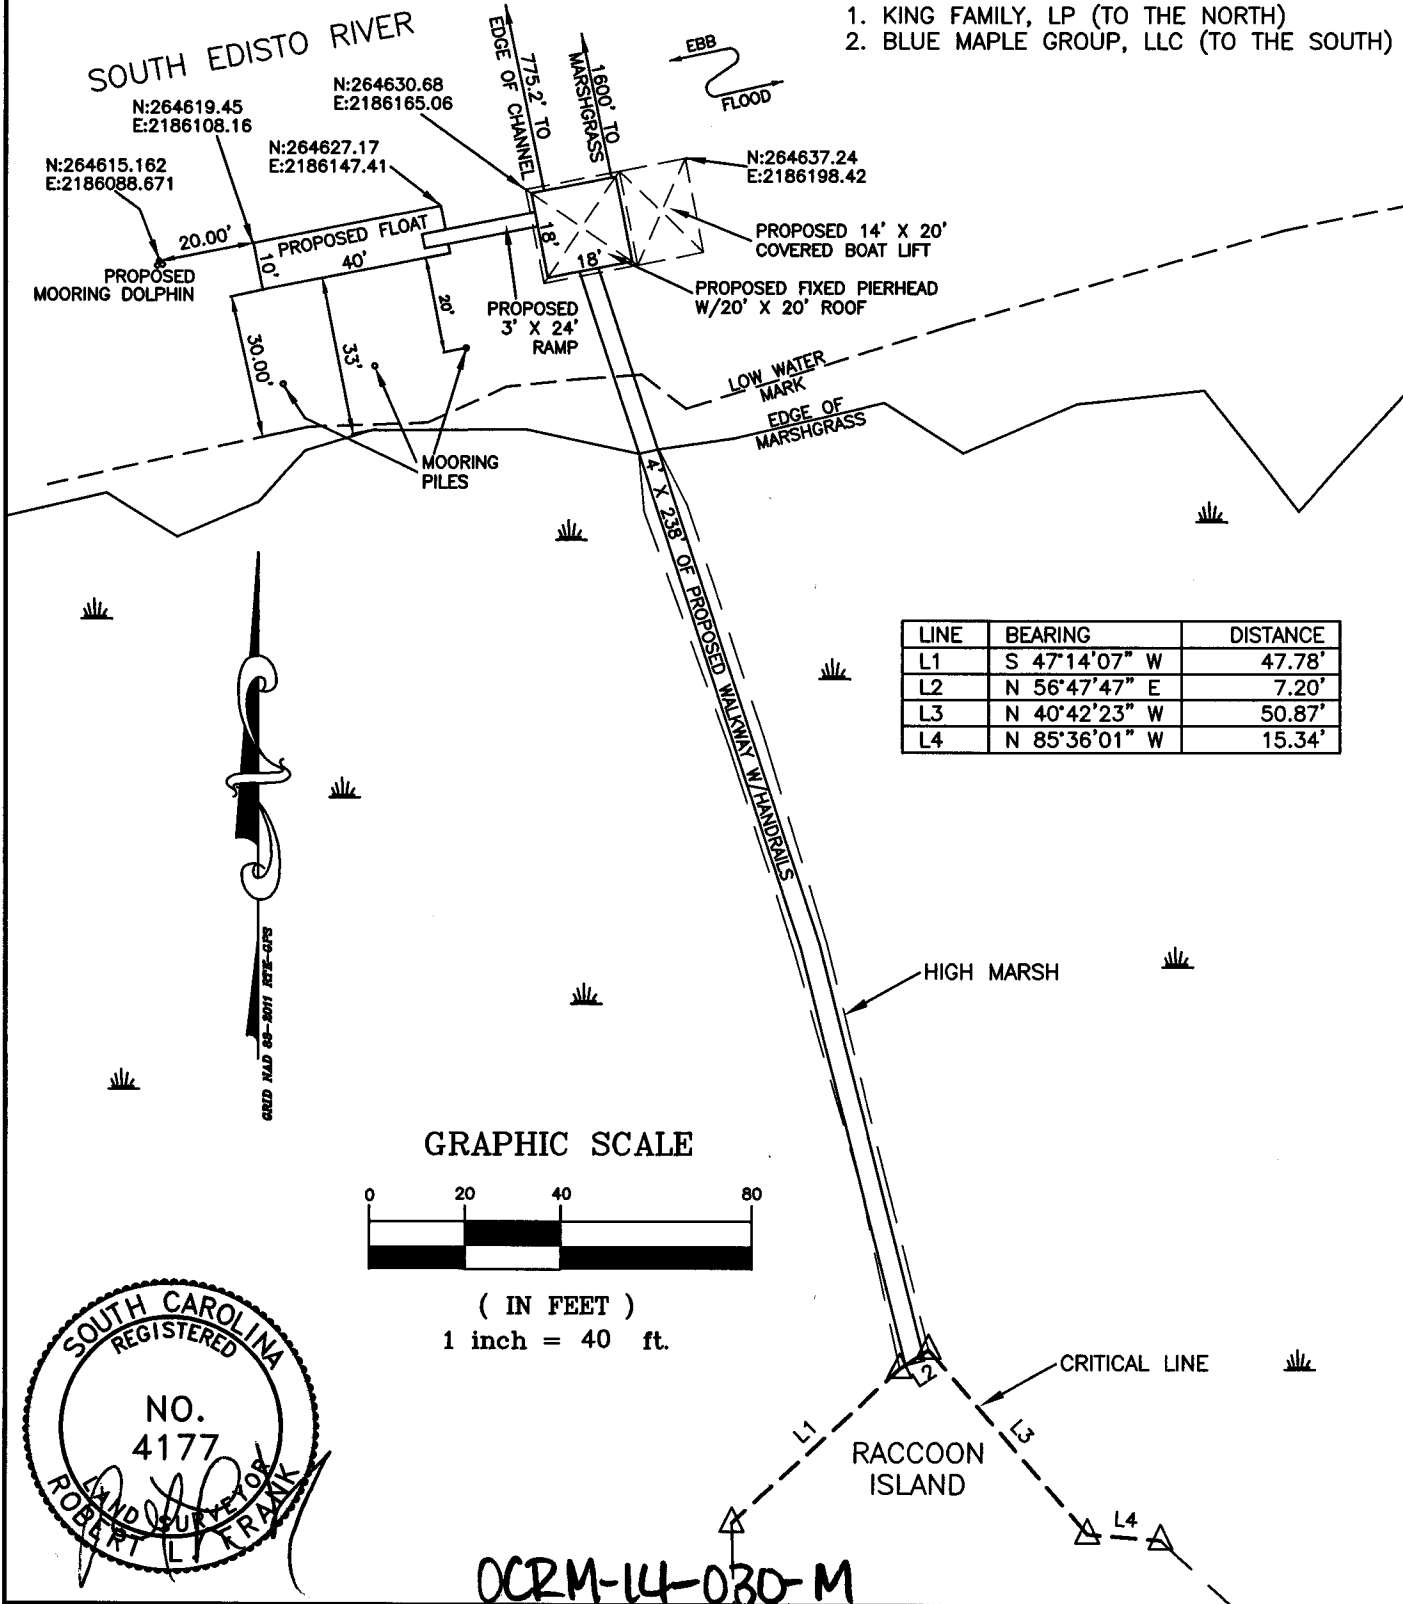 1. KING FAMILY, LP (TO THE NORTH)
2. BLUE MAPLE GROUP, LLC (TO THE SOUTH)
SOUTH EDISTO RIVER
775.2' TO
EDGE OF CHANNEL
1600' TO
MARSHGRASS
EBB
FLOOD
N:264630.68
E:2186165.06
N:264619.45
E:2186108.16
N:264627.17
E:2186147.41
N:264615.162
E:2186088.671
N:264637.24
E:2186198.42
20.00'
PROPOSED FLOAT
10'
40'
18'
18'
PROPOSED 14' X 20'
COVERED BOAT LIFT
PROPOSED
MOORING DOLPHIN
PROPOSED FIXED PIERHEAD
W/20' X 20' ROOF
PROPOSED
3' X 24'
RAMP
20'
30.00'
33'
LOW WATER
MARK
EDGE OF
MARSHGRASS
MOORING
PILES
4' X 238' OF PROPOSED WALKWAY W/HANDRAILS
LINE BEARING DISTANCE
L1 S 47°14'07" W 47.78'
L2 N 56°47'47" E 7.20'
L3 N 40°42'23" W 50.87'
L4 N 85°36'01" W 15.34'
GRID NAD 83-2011 RTK-GPS
HIGH MARSH
GRAPHIC SCALE
0 20 40 80
( IN FEET )
1 inch = 40 ft.
CRITICAL LINE
L2
L1
L3
L4
RACCOON
ISLAND
SOUTH CAROLINA
REGISTERED
NO.
4177
LAND SURVEYOR
ROBERT L. FRANK
OCRM-14-030-M